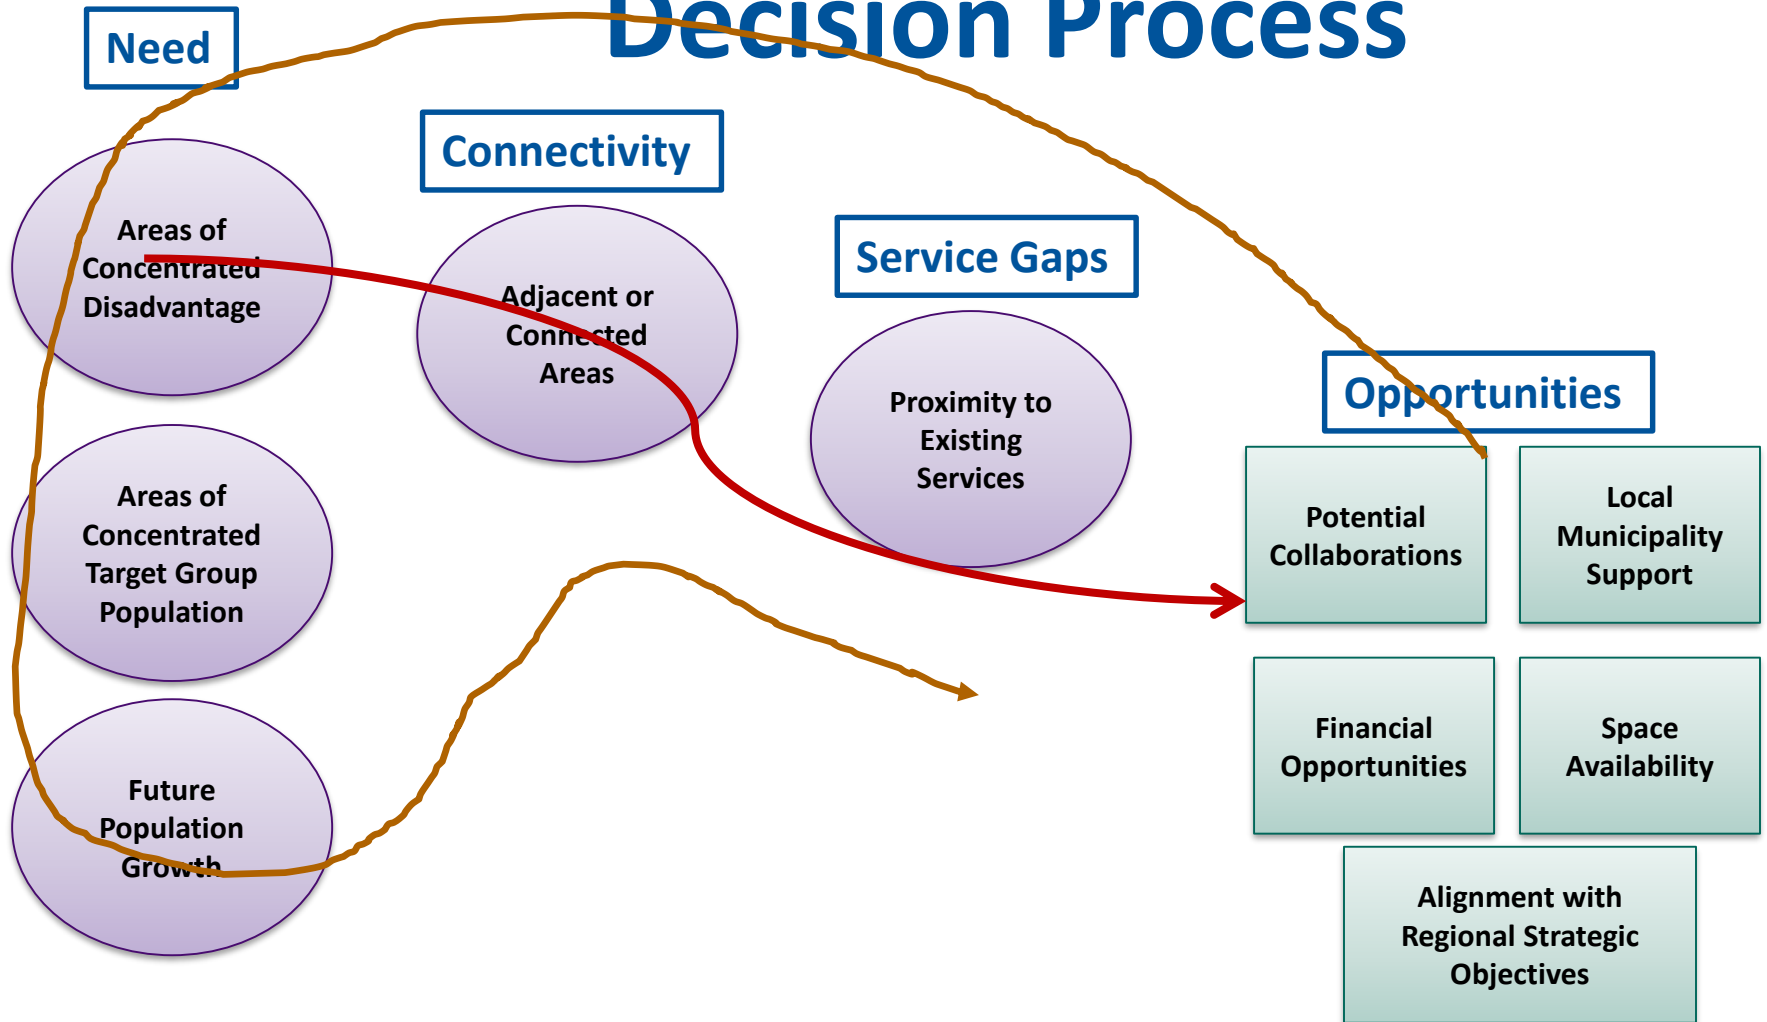 Decision Process
Need
Areas of
Concentrated
Disadvantage
Areas of
Concentrated
Target Group
Population
Future
Population
Growth
Connectivity
Adjacent or
Connected
Areas
Service Gaps
Proximity to
Existing
Services
Opportunities
Potential
Collaborations
Local
Municipality
Support
Financial
Opportunities
Space
Availability
Alignment with
Regional Strategic
Objectives